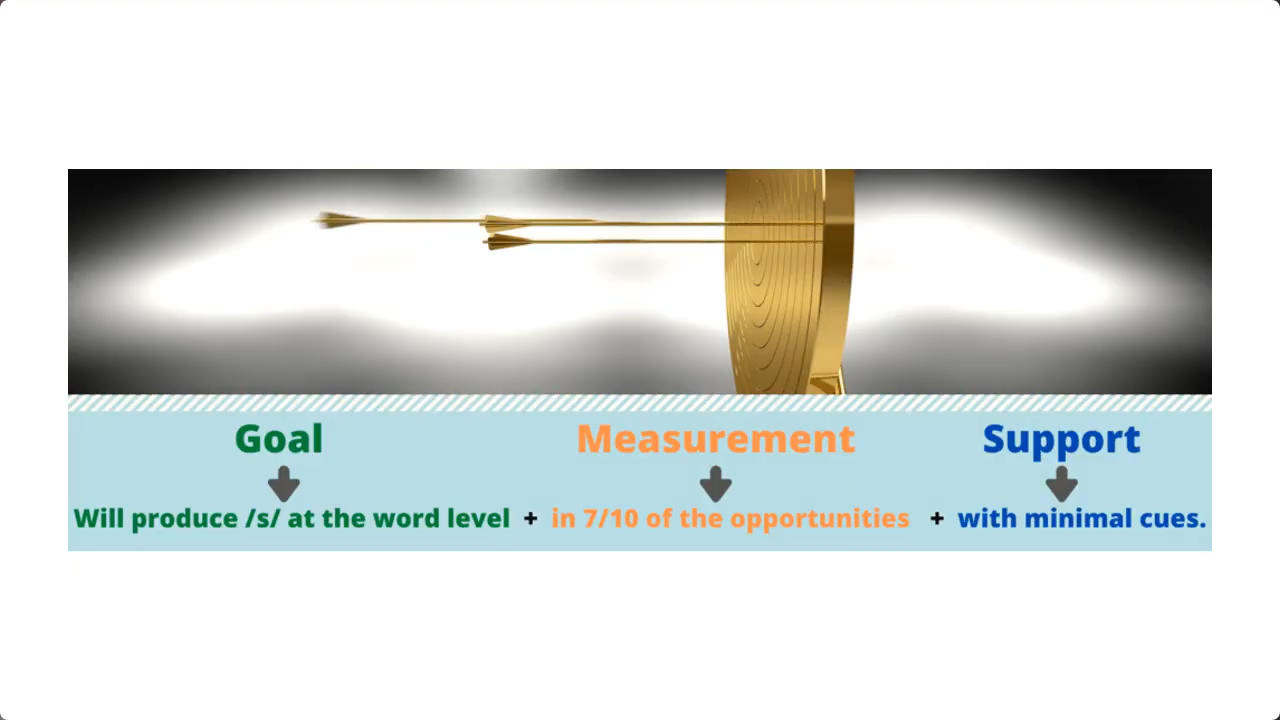 Goal Measurement Support
Will produce /s/ at the word level + in 7/10 of the opportunities + with minimal cues.